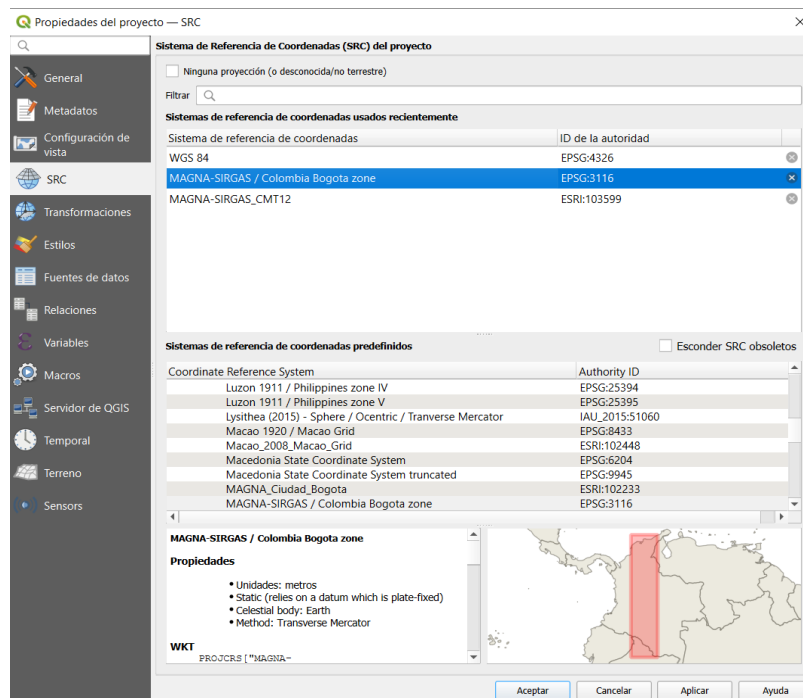 Propiedades del proyecto — SRC
General
Metadatos
Configuración de
vista
SRC
Transformaciones
Estilos
Fuentes de datos
Relaciones
Variables
Macros
Servidor de QGIS
Temporal
Terreno
Sensors
Sistema de Referencia de Coordenadas (SRC) del proyecto
Ninguna proyección (o desconocida/no terrestre)
Filtrar
Sistemas de referencia de coordenadas usados recientemente
Sistema de referencia de coordenadas ID de la autoridad
WGS 84 EPSG:4326
MAGNA-SIRGAS / Colombia Bogota zone EPSG:3116
MAGNA-SIRGAS_CMT12 ESRI:103599
Sistemas de referencia de coordenadas predefinidos Esconder SRC obsoletos
Coordinate Reference System Authority ID
Luzon 1911 / Philippines zone IV EPSG:25394
Luzon 1911 / Philippines zone V EPSG:25395
Lysithea (2015) - Sphere / Ocentric / Tranverse Mercator IAU_2015:51060
Macao 1920 / Macao Grid EPSG:8433
Macao_2008_Macao_Grid ESRI:102448
Macedonia State Coordinate System EPSG:6204
Macedonia State Coordinate System truncated EPSG:9945
MAGNA_Ciudad_Bogota ESRI:102233
MAGNA-SIRGAS / Colombia Bogota zone EPSG:3116
MAGNA-SIRGAS / Colombia Bogota zone
Propiedades
• Unidades: metros
• Static (relies on a datum which is plate-fixed)
• Celestial body: Earth
• Method: Transverse Mercator
WKT
PROJCRS["MAGNA-
Aceptar Cancelar Aplicar Ayuda